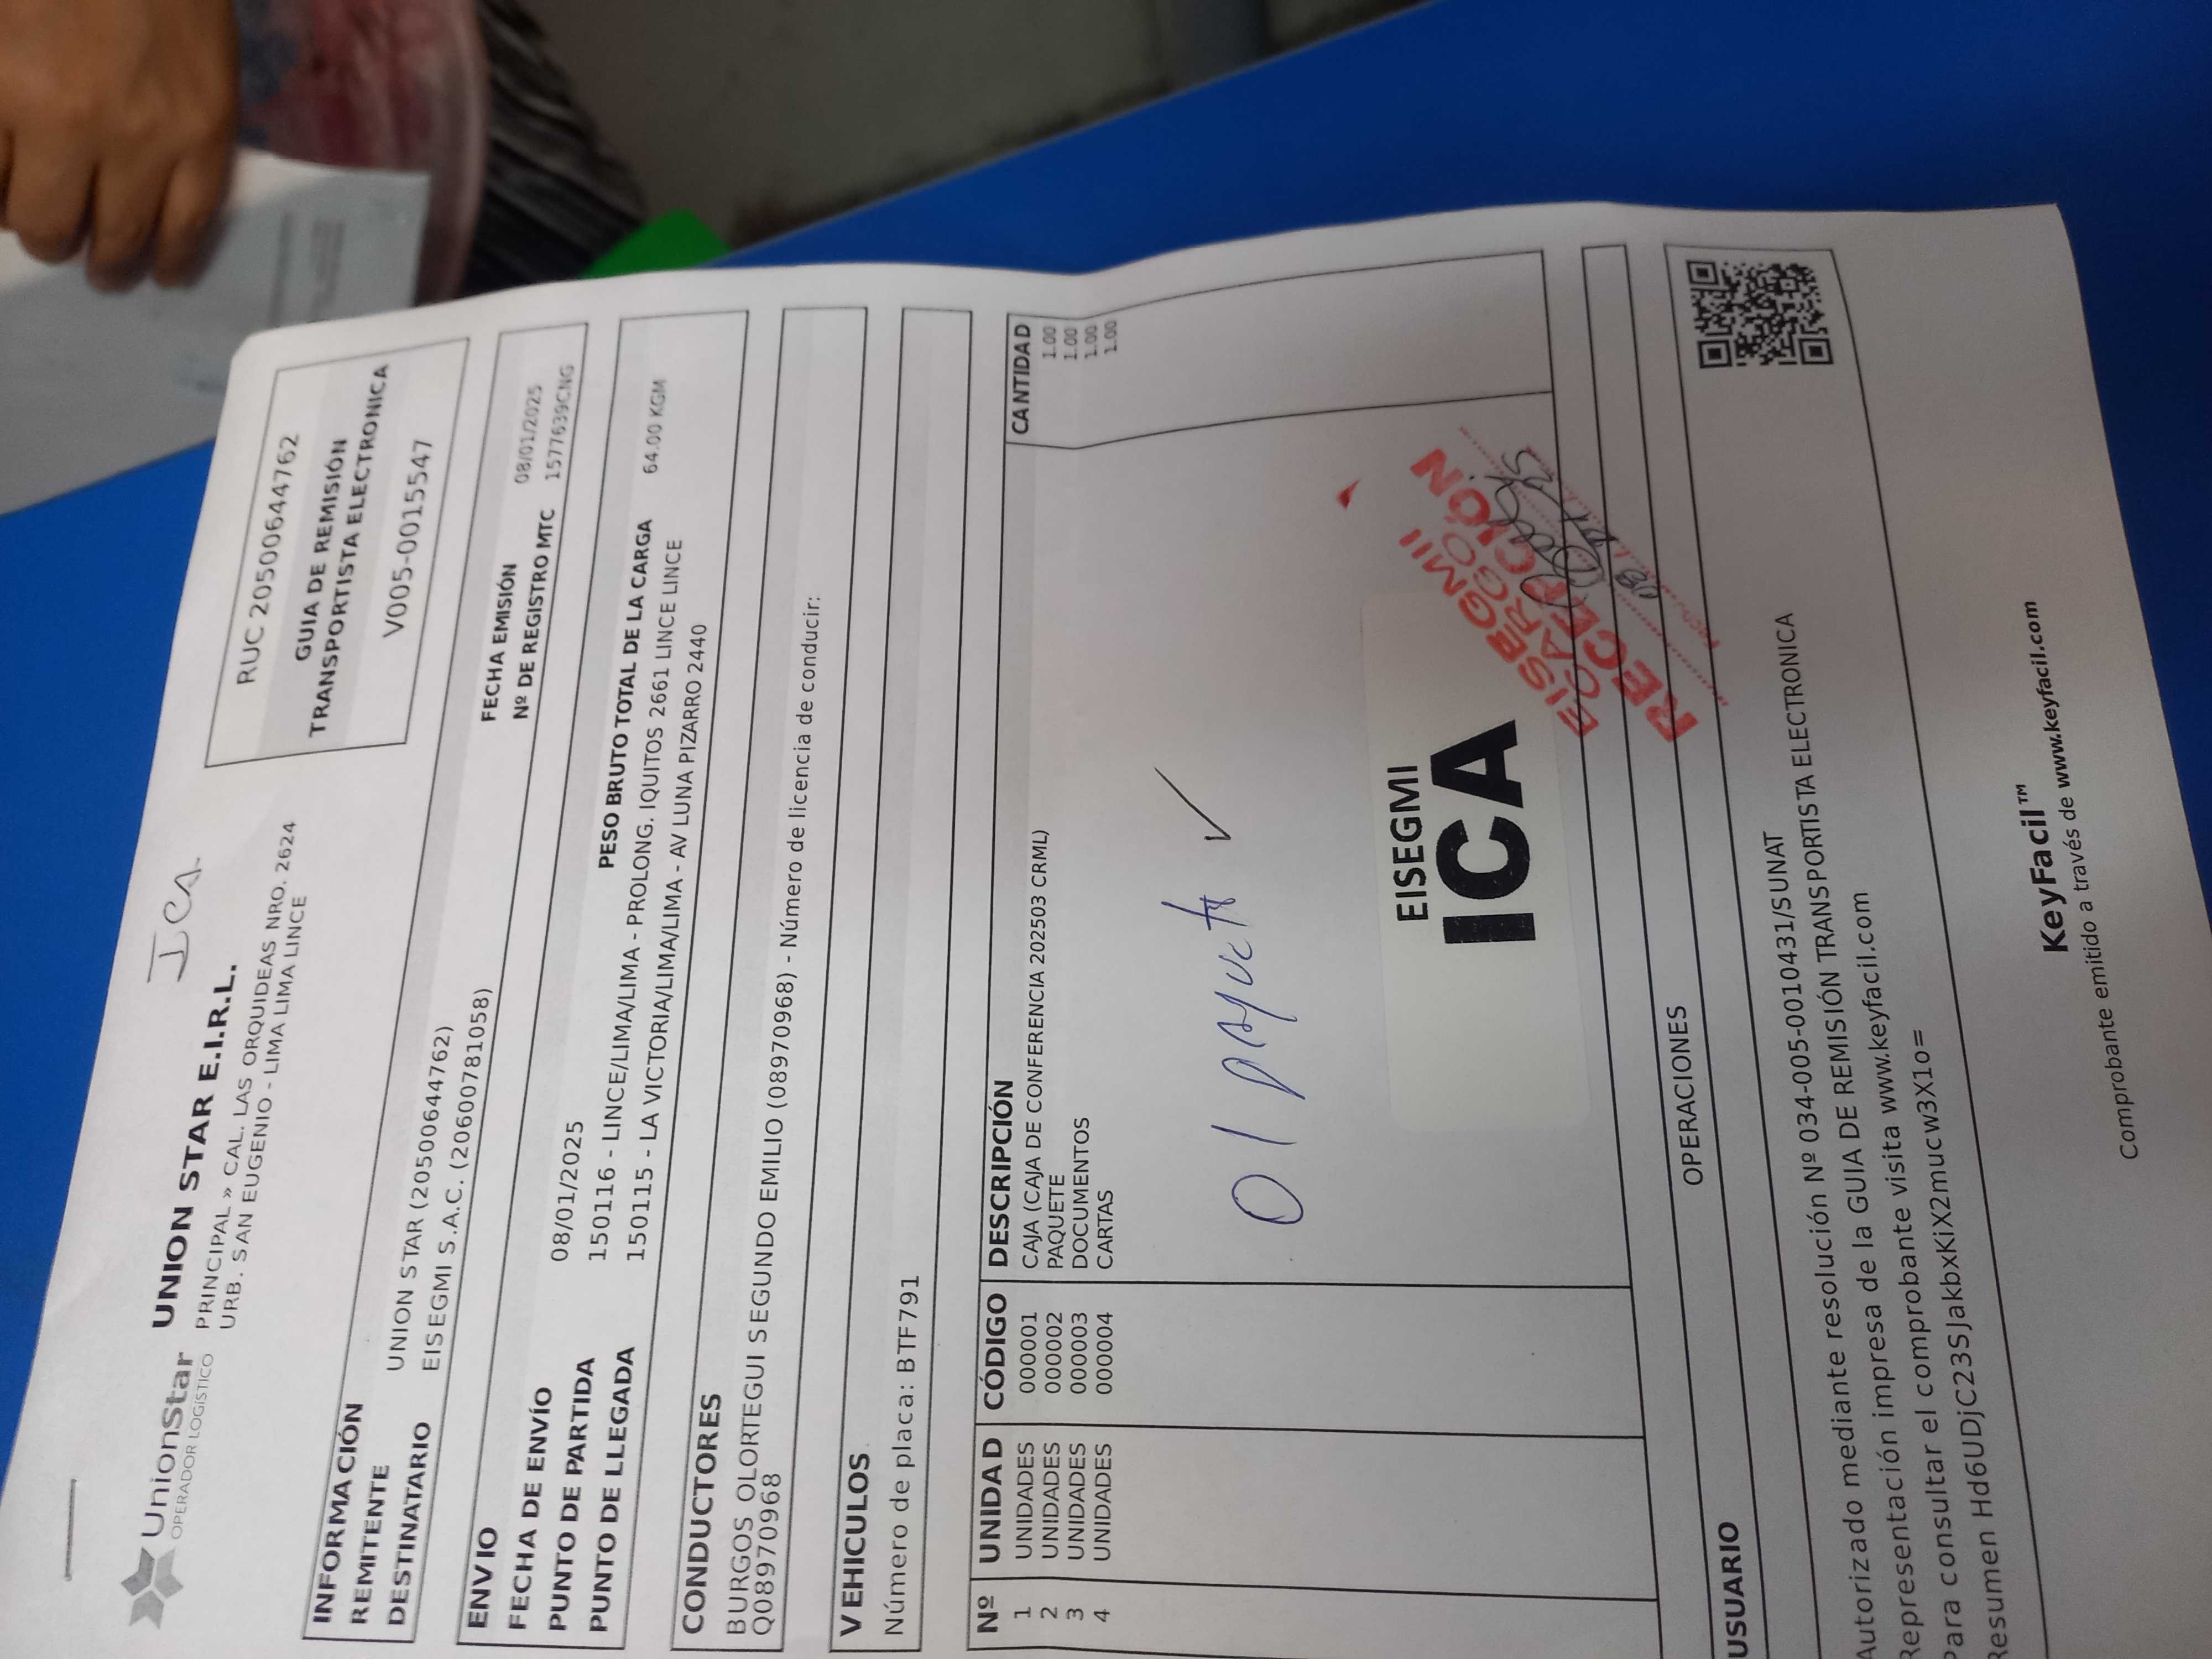 Ica
UnionStar
OPERADOR LOGÍSTICO
UNION STAR E.I.R.L.
PRINCIPAL » CAL. LAS ORQUIDEAS NRO. 2624
URB. SAN EUGENIO - LIMA LIMA LINCE
RUC 20500644762
GUIA DE REMISIÓN
TRANSPORTISTA ELECTRONICA
V005-0015547
INFORMACIÓN
REMITENTE UNION STAR (20500644762)
DESTINATARIO EISEGMI S.A.C. (20600781058)
ENVIO
FECHA DE ENVÍO 08/01/2025
FECHA EMISIÓN 08/01/2025
Nº DE REGISTRO MTC 1577639CNG
PUNTO DE PARTIDA 150116 - LINCE/LIMA/LIMA - PROLONG. IQUITOS 2661 LINCE LINCE
PESO BRUTO TOTAL DE LA CARGA 64.00 KGM
PUNTO DE LLEGADA 150115 - LA VICTORIA/LIMA/LIMA - AV LUNA PIZARRO 2440
CONDUCTORES
BURGOS OLORTEGUI SEGUNDO EMILIO (08970968) - Número de licencia de conducir:
Q08970968
VEHICULOS
Número de placa: BTF791
Nº UNIDAD CÓDIGO DESCRIPCIÓN CANTIDAD
1 UNIDADES 000001 CAJA (CAJA DE CONFERENCIA 202503 CRML) 1.00
2 UNIDADES 000002 PAQUETE 1.00
3 UNIDADES 000003 DOCUMENTOS 1.00
4 UNIDADES 000004 CARTAS 1.00
01 paquete
EISEGMI
ICA
EISEGMI
CARGO
RECEPCIÓN
USUARIO OPERACIONES
Autorizado mediante resolución Nº 034-005-0010431/SUNAT
Representación impresa de la GUIA DE REMISIÓN TRANSPORTISTA ELECTRONICA
Para consultar el comprobante visita www.keyfacil.com
Resumen Hd6UDjC23SJakbxKiX2mucw3X1o=
KeyFacil™
Comprobante emitido a través de www.keyfacil.com